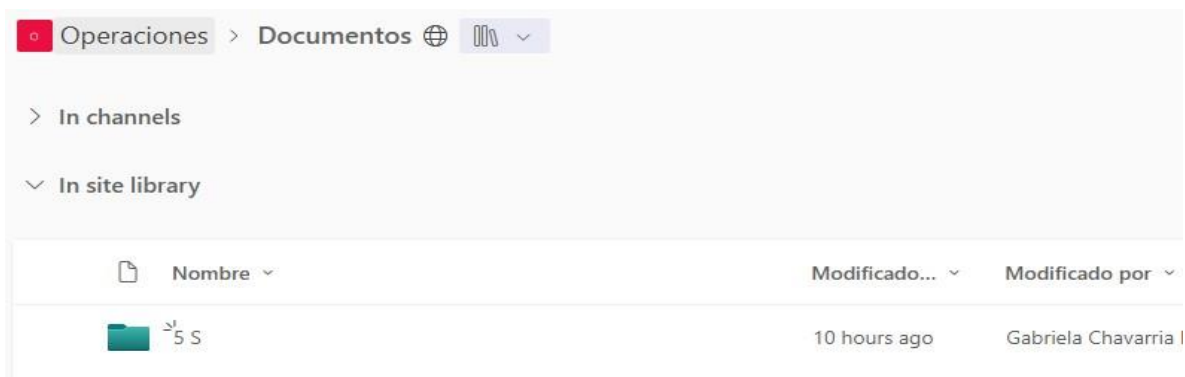 Operaciones > Documentos
> In channels
In site library
Nombre Modificado... Modificado por
5 S 10 hours ago Gabriela Chavarria